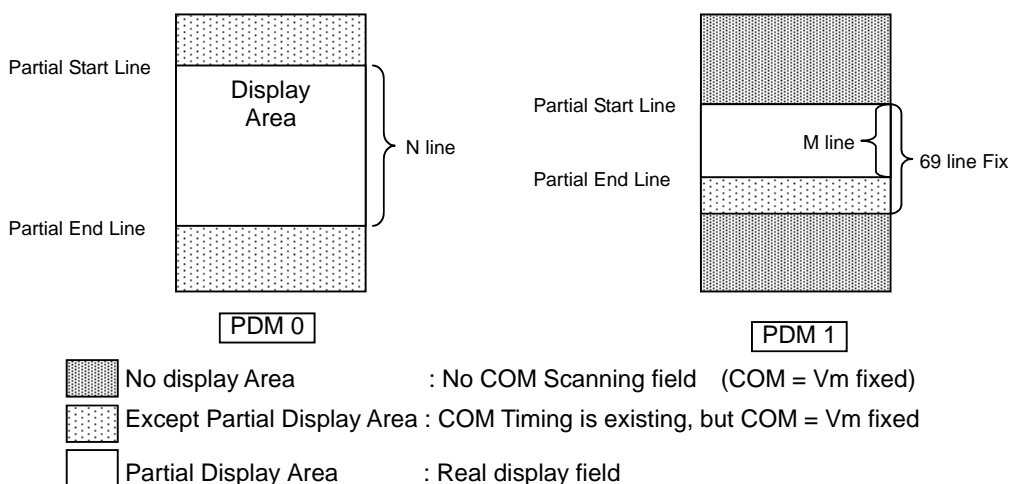 Partial Start Line
Display
Area
N line
Partial End Line
PDM 0
Partial Start Line
M line
69 line Fix
Partial End Line
PDM 1
No display Area : No COM Scanning field (COM = Vm fixed)
Except Partial Display Area : COM Timing is existing, but COM = Vm fixed
Partial Display Area : Real display field